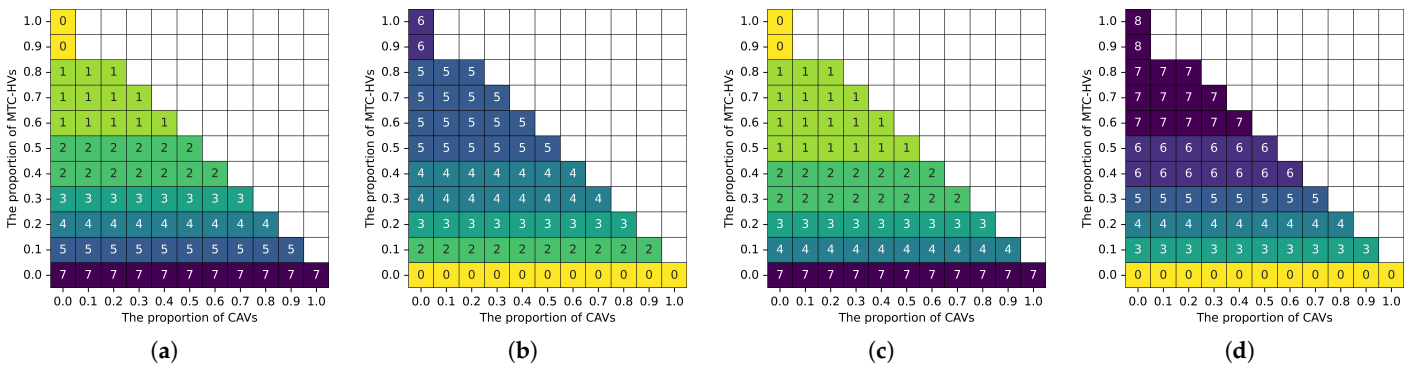 The proportion of MTC-HVs
1.0 0
0.9 0
0.8 1 1 1
0.7 1 1 1 1
0.6 1 1 1 1 1
0.5 2 2 2 2 2 2
0.4 2 2 2 2 2 2 2
0.3 3 3 3 3 3 3 3 3
0.2 4 4 4 4 4 4 4 4 4
0.1 5 5 5 5 5 5 5 5 5 5
0.0 7 7 7 7 7 7 7 7 7 7 7
0.0 0.1 0.2 0.3 0.4 0.5 0.6 0.7 0.8 0.9 1.0
The proportion of CAVs
(a)
The proportion of MTC-HVs
1.0 6
0.9 6
0.8 5 5 5
0.7 5 5 5 5
0.6 5 5 5 5 5
0.5 5 5 5 5 5 5
0.4 4 4 4 4 4 4 4
0.3 4 4 4 4 4 4 4 4
0.2 3 3 3 3 3 3 3 3 3
0.1 2 2 2 2 2 2 2 2 2 2
0.0 0 0 0 0 0 0 0 0 0 0 0
0.0 0.1 0.2 0.3 0.4 0.5 0.6 0.7 0.8 0.9 1.0
The proportion of CAVs
(b)
The proportion of MTC-HVs
1.0 0
0.9 0
0.8 1 1 1
0.7 1 1 1 1
0.6 1 1 1 1 1
0.5 1 1 1 1 1 1
0.4 2 2 2 2 2 2 2
0.3 2 2 2 2 2 2 2 2
0.2 3 3 3 3 3 3 3 3 3
0.1 4 4 4 4 4 4 4 4 4 4
0.0 7 7 7 7 7 7 7 7 7 7 7
0.0 0.1 0.2 0.3 0.4 0.5 0.6 0.7 0.8 0.9 1.0
The proportion of CAVs
(c)
The proportion of MTC-HVs
1.0 8
0.9 8
0.8 7 7 7
0.7 7 7 7 7
0.6 7 7 7 7 7
0.5 6 6 6 6 6 6
0.4 6 6 6 6 6 6 6
0.3 5 5 5 5 5 5 5 5
0.2 4 4 4 4 4 4 4 4 4
0.1 3 3 3 3 3 3 3 3 3 3
0.0 0 0 0 0 0 0 0 0 0 0 0
0.0 0.1 0.2 0.3 0.4 0.5 0.6 0.7 0.8 0.9 1.0
The proportion of CAVs
(d)